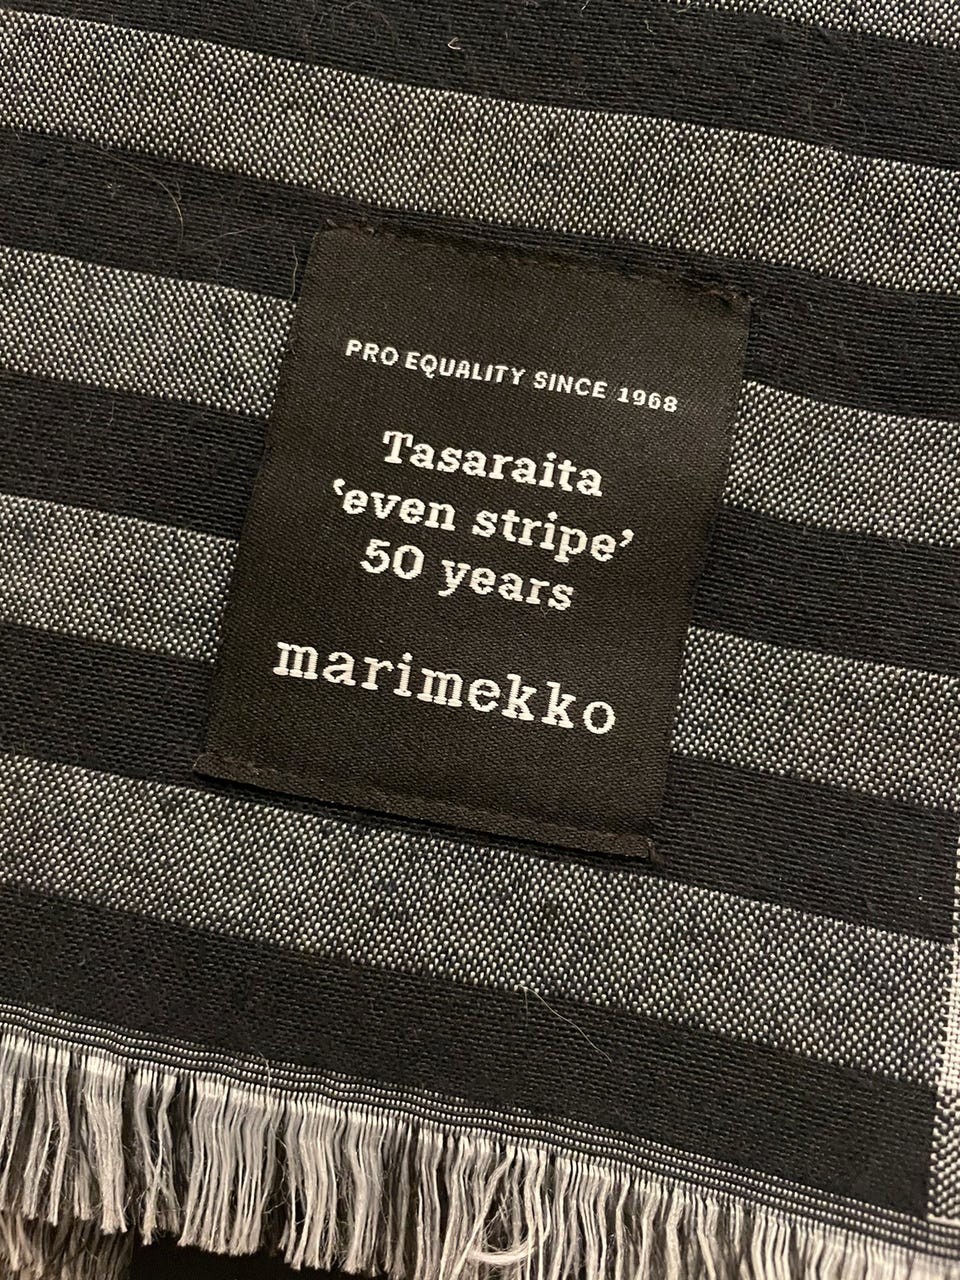 PRO EQUALITY SINCE 1968
Tasaraita
‘even stripe’
50 years
marimekko